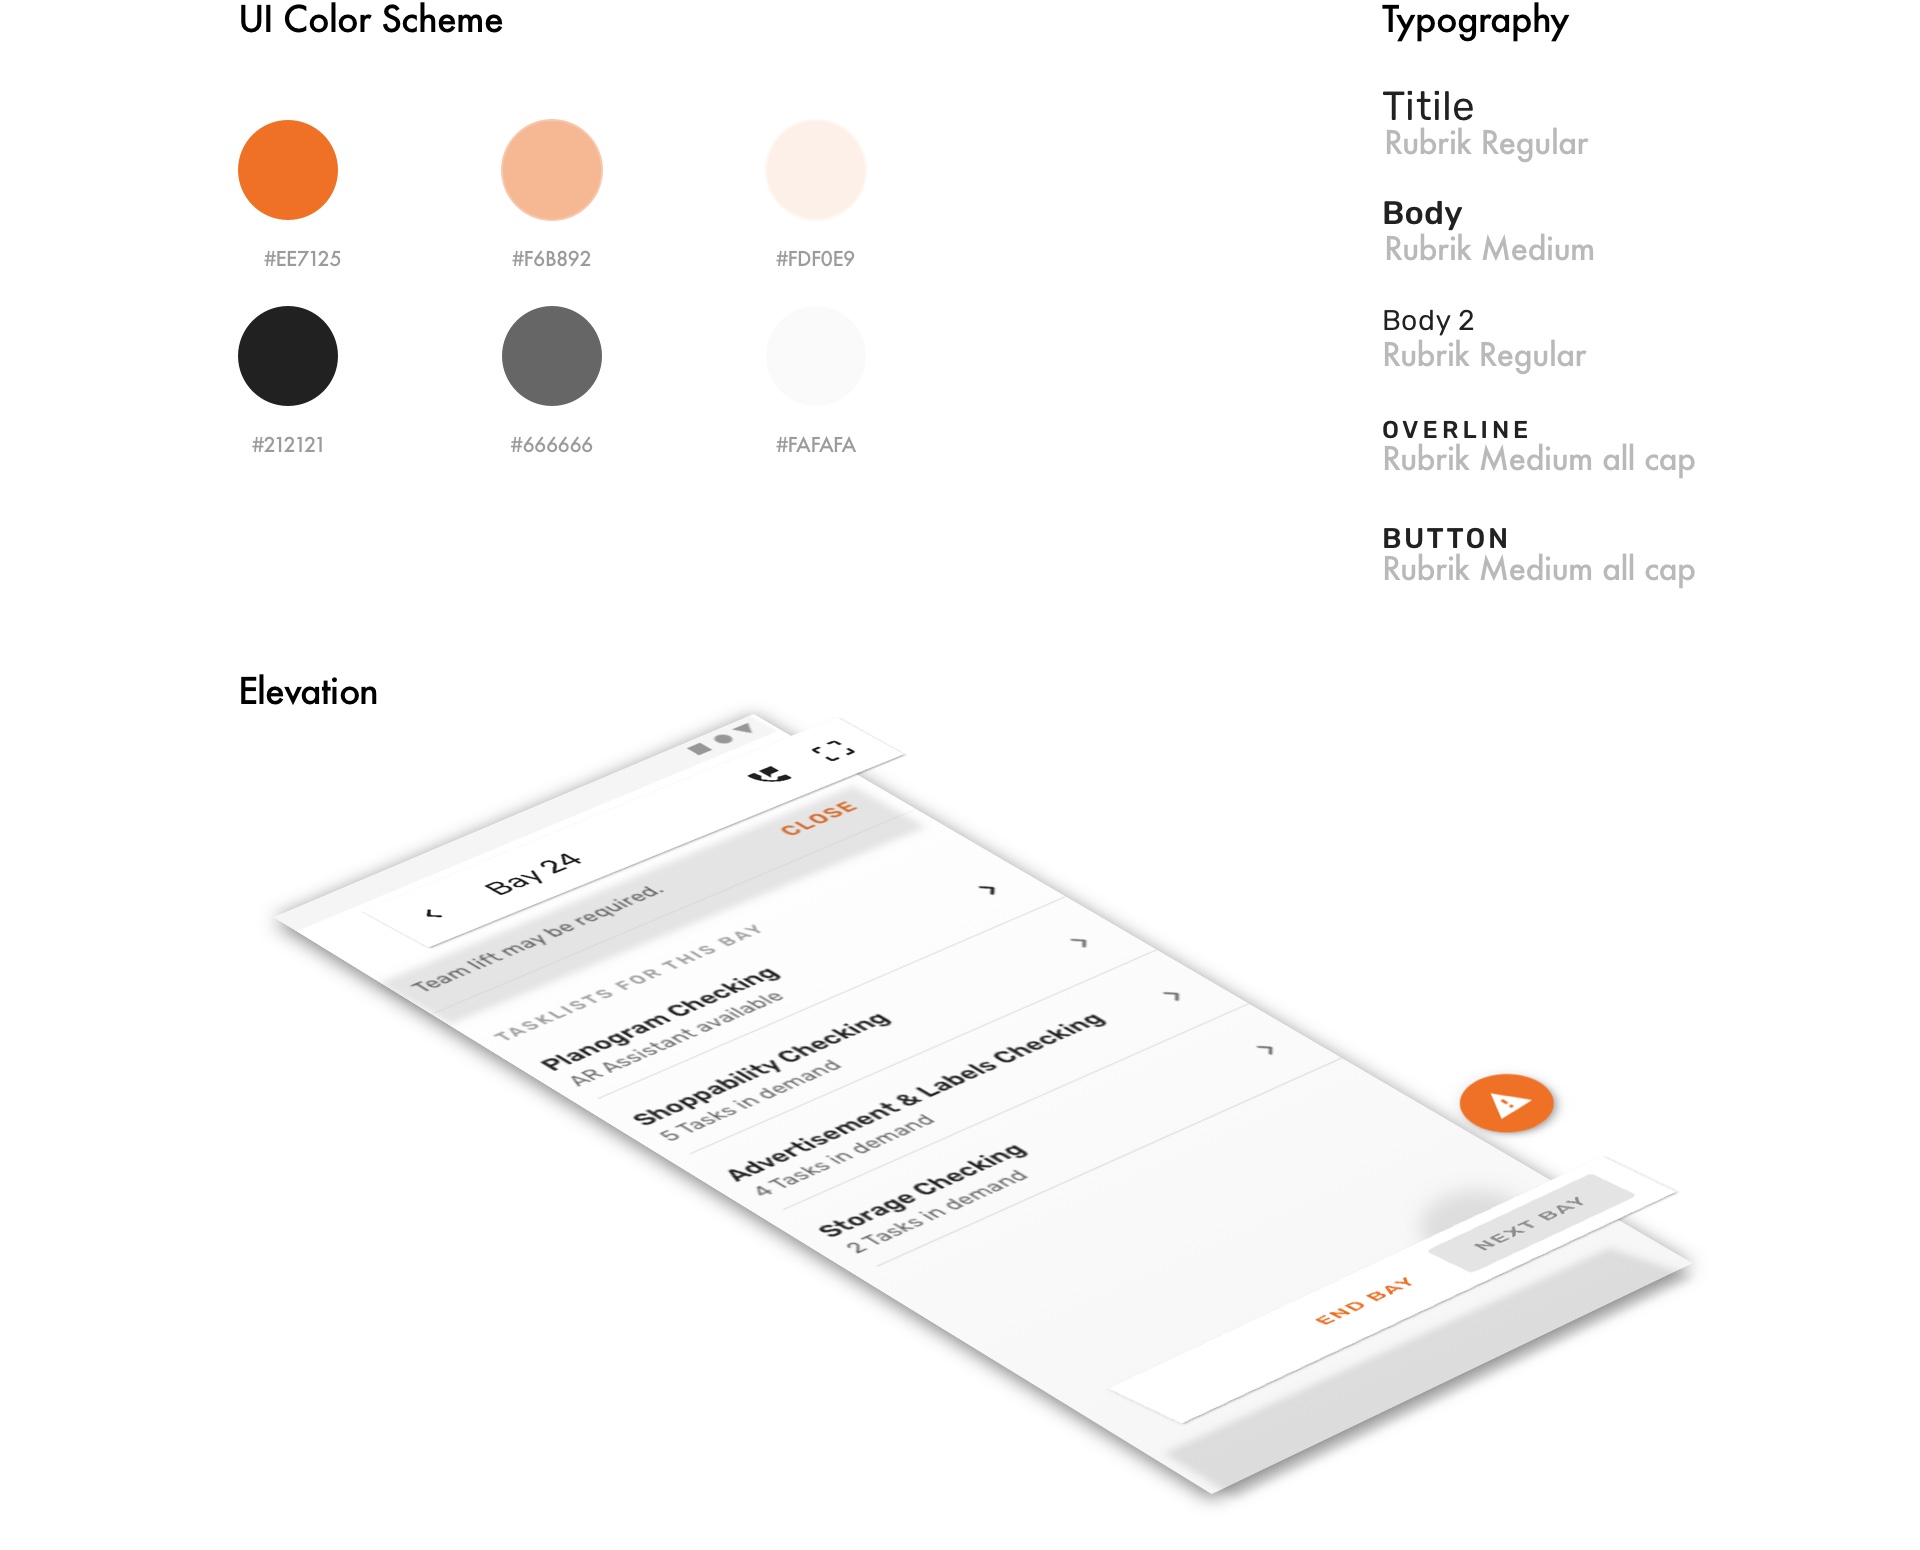 UI Color Scheme
#EE7125
#F6B892
#FDF0E9
#212121
#666666
#FAFAFA
Typography
Titile
Rubrik Regular
Body
Rubrik Medium
Body 2
Rubrik Regular
OVERLINE
Rubrik Medium all cap
BUTTON
Rubrik Medium all cap
Elevation
Bay 24
Team lift may be required.
CLOSE
TASKLISTS FOR THIS BAY
Planogram Checking
AR Assistant available
Shoppability Checking
5 Tasks in demand
Advertisement & Labels Checking
4 Tasks in demand
Storage Checking
2 Tasks in demand
END BAY
NEXT BAY